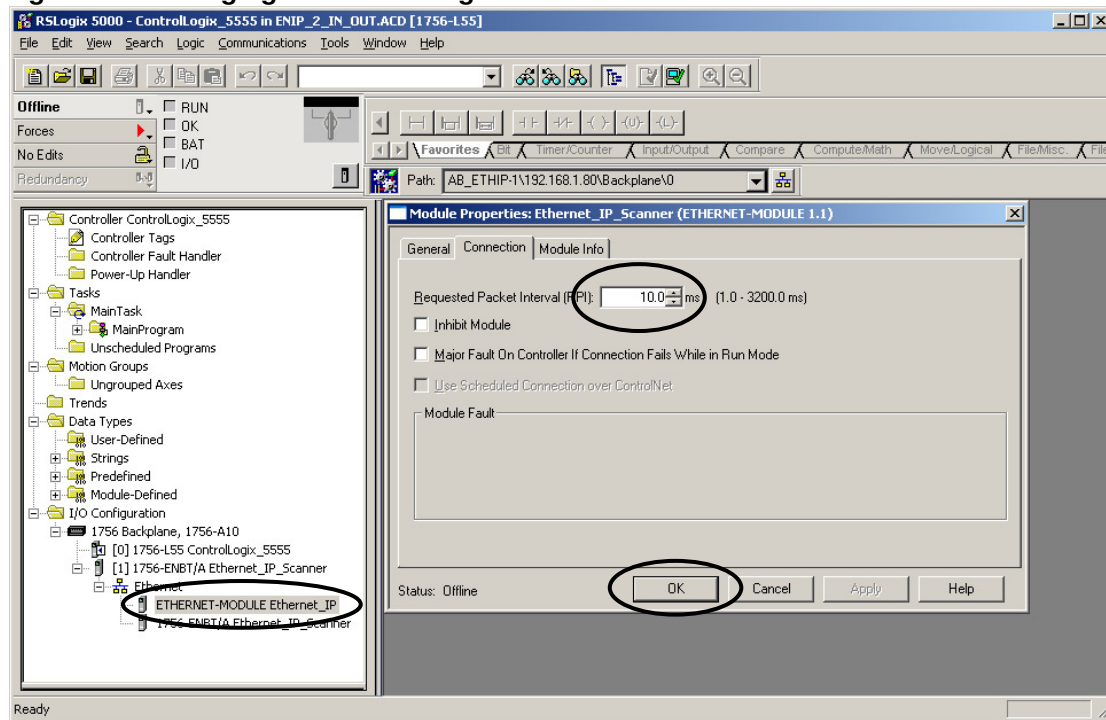 RSLogix 5000 - ControlLogix_5555 in ENIP_2_IN_OUT.ACD [1756-L55]
File Edit View Search Logic Communications Tools Window Help
Offline
RUN
Forces
OK
No Edits
BAT
Redundancy
I/O
Favorites Bit Timer/Counter Input/Output Compare Compute/Math Move/Logical File/Misc. File
Path: AB_ETHIP-1\192.168.1.80\Backplane\0
Controller ControlLogix_5555
Controller Tags
Controller Fault Handler
Power-Up Handler
Tasks
MainTask
MainProgram
Unscheduled Programs
Motion Groups
Ungrouped Axes
Trends
Data Types
User-Defined
Strings
Predefined
Module-Defined
I/O Configuration
1756 Backplane, 1756-A10
[0] 1756-L55 ControlLogix_5555
[1] 1756-ENBT/A Ethernet_IP_Scanner
Ethernet
ETHERNET-MODULE Ethernet_IP
1756-ENBT/A Ethernet_IP_Scanner
Module Properties: Ethernet_IP_Scanner (ETHERNET-MODULE 1.1)
General Connection Module Info
Requested Packet Interval (RPI): 10.0 ms (1.0 - 3200.0 ms)
Inhibit Module
Major Fault On Controller If Connection Fails While in Run Mode
Use Scheduled Connection over ControlNet
Module Fault
Status: Offline
OK Cancel Apply Help
Ready